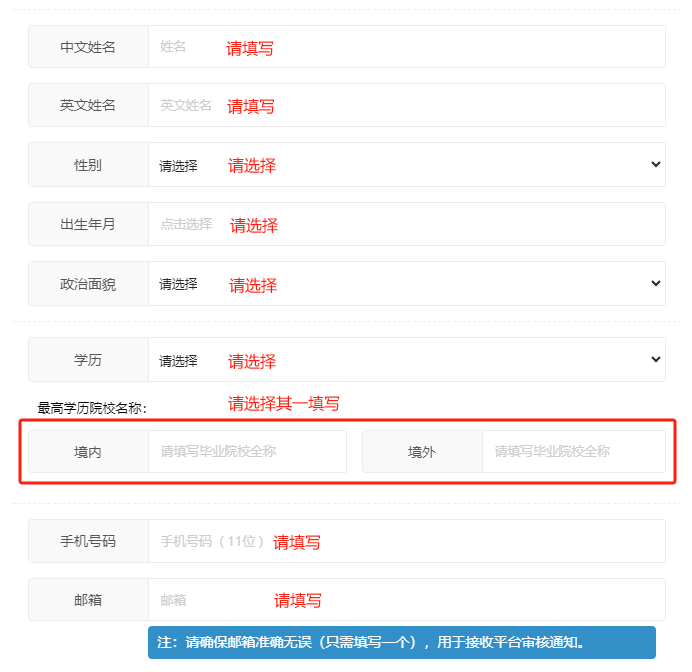 中文姓名 姓名 请填写
英文姓名 英文姓名 请填写
性别 请选择 请选择
出生年月 点击选择 请选择
政治面貌 请选择 请选择
学历 请选择 请选择
最高学历院校名称： 请选择其一填写
境内 请填写毕业院校全称 境外 请填写毕业院校全称
手机号码 手机号码（11位） 请填写
邮箱 邮箱 请填写
注：请确保邮箱准确无误（只需填写一个），用于接收平台审核通知。